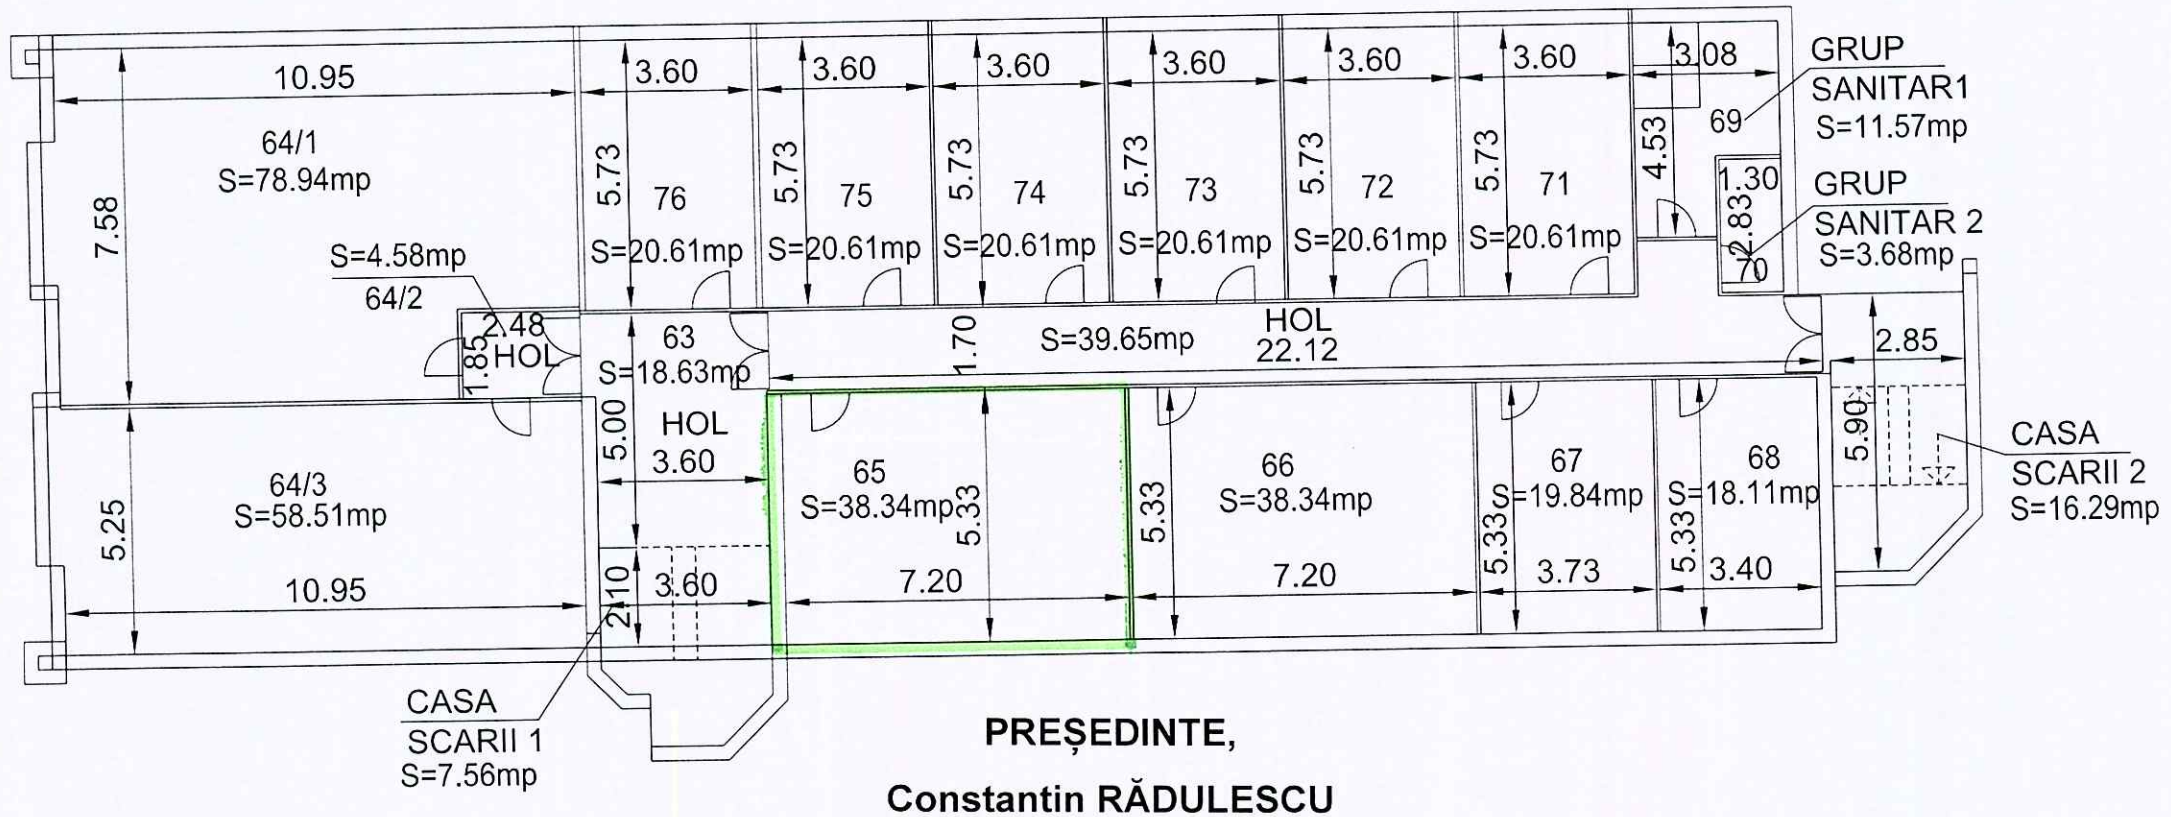 10.95
3.60
3.60
3.60
3.60
3.60
3.60
3.08
GRUP
SANITAR1
S=11.57mp
64/1
S=78.94mp
7.58
5.73
76
S=20.61mp
5.73
75
S=20.61mp
5.73
74
S=20.61mp
5.73
73
S=20.61mp
5.73
72
S=20.61mp
5.73
71
S=20.61mp
4.53
69
1.30
2.83
70
GRUP
SANITAR 2
S=3.68mp
S=4.58mp
64/2
2.48
1.85
HOL
63
S=18.63mp
HOL
5.00
3.60
1.70
S=39.65mp
HOL
22.12
2.85
5.90
CASA
SCARII 2
S=16.29mp
64/3
S=58.51mp
5.25
10.95
2.10
3.60
65
S=38.34mp
5.33
7.20
66
S=38.34mp
5.33
7.20
67
S=19.84mp
5.33
3.73
68
S=18.11mp
5.33
3.40
CASA
SCARII 1
S=7.56mp
PREȘEDINTE,
Constantin RĂDULESCU